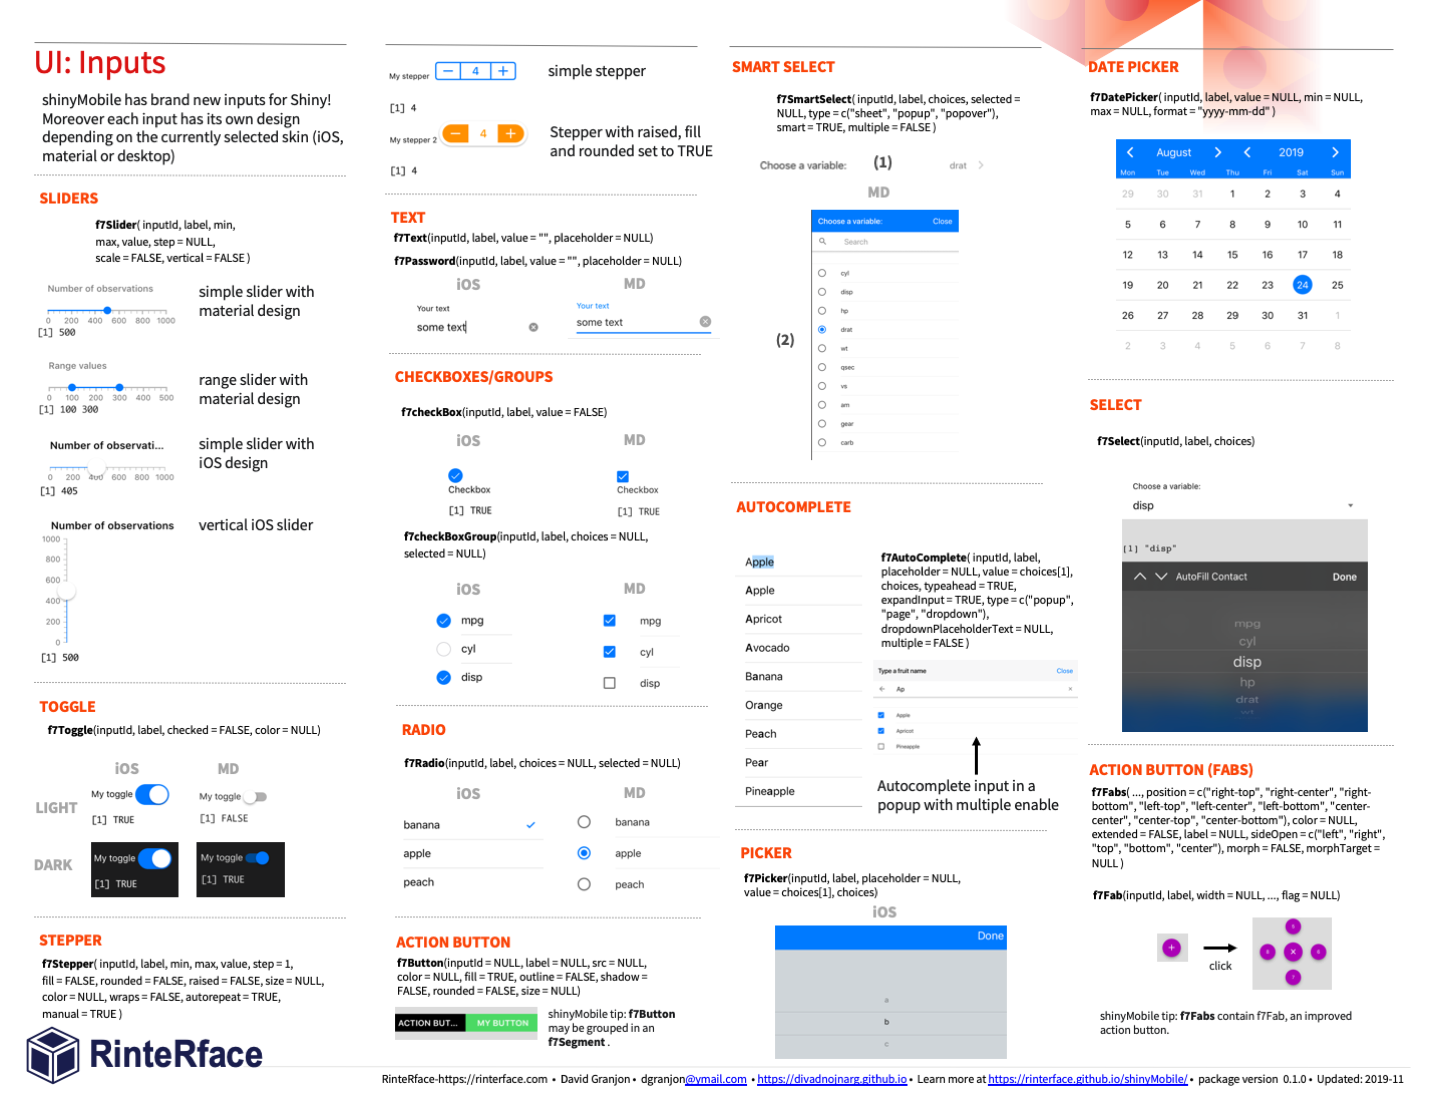 UI: Inputs
shinyMobile has brand new inputs for Shiny!
Moreover each input has its own design
depending on the currently selected skin (iOS,
material or desktop)
SLIDERS
f7Slider( inputId, label, min,
max, value, step = NULL,
scale = FALSE, vertical = FALSE )
Number of observations
0 200 400 600 800 1000
[1] 500
simple slider with
material design
Range values
0 100 200 300 400 500
[1] 100 300
range slider with
material design
Number of observati...
0 200 400 600 800 1000
[1] 405
simple slider with
iOS design
Number of observations
1000
800
600
400
200
0
[1] 500
vertical iOS slider
TOGGLE
f7Toggle(inputId, label, checked = FALSE, color = NULL)
iOS MD
LIGHT
My toggle
[1] TRUE
My toggle
[1] FALSE
DARK
My toggle
[1] TRUE
My toggle
[1] TRUE
STEPPER
f7Stepper( inputId, label, min, max, value, step = 1,
fill = FALSE, rounded = FALSE, raised = FALSE, size = NULL,
color = NULL, wraps = FALSE, autorepeat = TRUE,
manual = TRUE )
RinteRface
My stepper − 4 +
simple stepper
[1] 4
My stepper 2 − 4 +
[1] 4
Stepper with raised, fill
and rounded set to TRUE
TEXT
f7Text(inputId, label, value = "", placeholder = NULL)
f7Password(inputId, label, value = "", placeholder = NULL)
iOS MD
Your text
some text
Your text
some text
CHECKBOXES/GROUPS
f7checkBox(inputId, label, value = FALSE)
iOS MD
Checkbox
[1] TRUE
Checkbox
[1] TRUE
f7checkBoxGroup(inputId, label, choices = NULL,
selected = NULL)
iOS MD
mpg
cyl
disp
mpg
cyl
disp
RADIO
f7Radio(inputId, label, choices = NULL, selected = NULL)
iOS MD
banana
apple
peach
banana
apple
peach
ACTION BUTTON
f7Button(inputId = NULL, label = NULL, src = NULL,
color = NULL, fill = TRUE, outline = FALSE, shadow =
FALSE, rounded = FALSE, size = NULL)
ACTION BUT... MY BUTTON
shinyMobile tip: f7Button
may be grouped in an
f7Segment .
SMART SELECT
f7SmartSelect( inputId, label, choices, selected =
NULL, type = c("sheet", "popup", "popover"),
smart = TRUE, multiple = FALSE )
Choose a variable: (1) drat
MD
(2)
Choose a variable: Close
Search
cyl
disp
hp
drat
wt
qsec
vs
am
gear
carb
AUTOCOMPLETE
Apple
Apple
Apricot
Avocado
Banana
Orange
Peach
Pear
Pineapple
f7AutoComplete( inputId, label,
placeholder = NULL, value = choices[1],
choices, typeahead = TRUE,
expandInput = TRUE, type = c("popup",
"page", "dropdown"),
dropdownPlaceholderText = NULL,
multiple = FALSE )
Type a fruit name Close
Ap
Apple
Apricot
Pineapple
Autocomplete input in a
popup with multiple enable
PICKER
f7Picker(inputId, label, placeholder = NULL,
value = choices[1], choices)
iOS
Done
a
b
c
DATE PICKER
f7DatePicker( inputId, label, value = NULL, min = NULL,
max = NULL, format = "yyyy-mm-dd" )
August 2019
Mon Tue Wed Thu Fri Sat Sun
29 30 31 1 2 3 4
5 6 7 8 9 10 11
12 13 14 15 16 17 18
19 20 21 22 23 24 25
26 27 28 29 30 31 1
2 3 4 5 6 7 8
SELECT
f7Select(inputId, label, choices)
Choose a variable:
disp
[1] "disp"
AutoFill Contact Done
mpg
cyl
disp
hp
drat
wt
ACTION BUTTON (FABS)
f7Fabs( ..., position = c("right-top", "right-center", "right-
bottom", "left-top", "left-center", "left-bottom", "center-
center", "center-top", "center-bottom"), color = NULL,
extended = FALSE, label = NULL, sideOpen = c("left", "right",
"top", "bottom", "center"), morph = FALSE, morphTarget =
NULL )
f7Fab(inputId, label, width = NULL, ..., flag = NULL)
click
shinyMobile tip: f7Fabs contain f7Fab, an improved
action button.
RinteRface-https://rinterface.com • David Granjon • dgranjon@ymail.com • https://divadnojnarg.github.io • Learn more at https://rinterface.github.io/shinyMobile/ • package version 0.1.0 • Updated: 2019-11